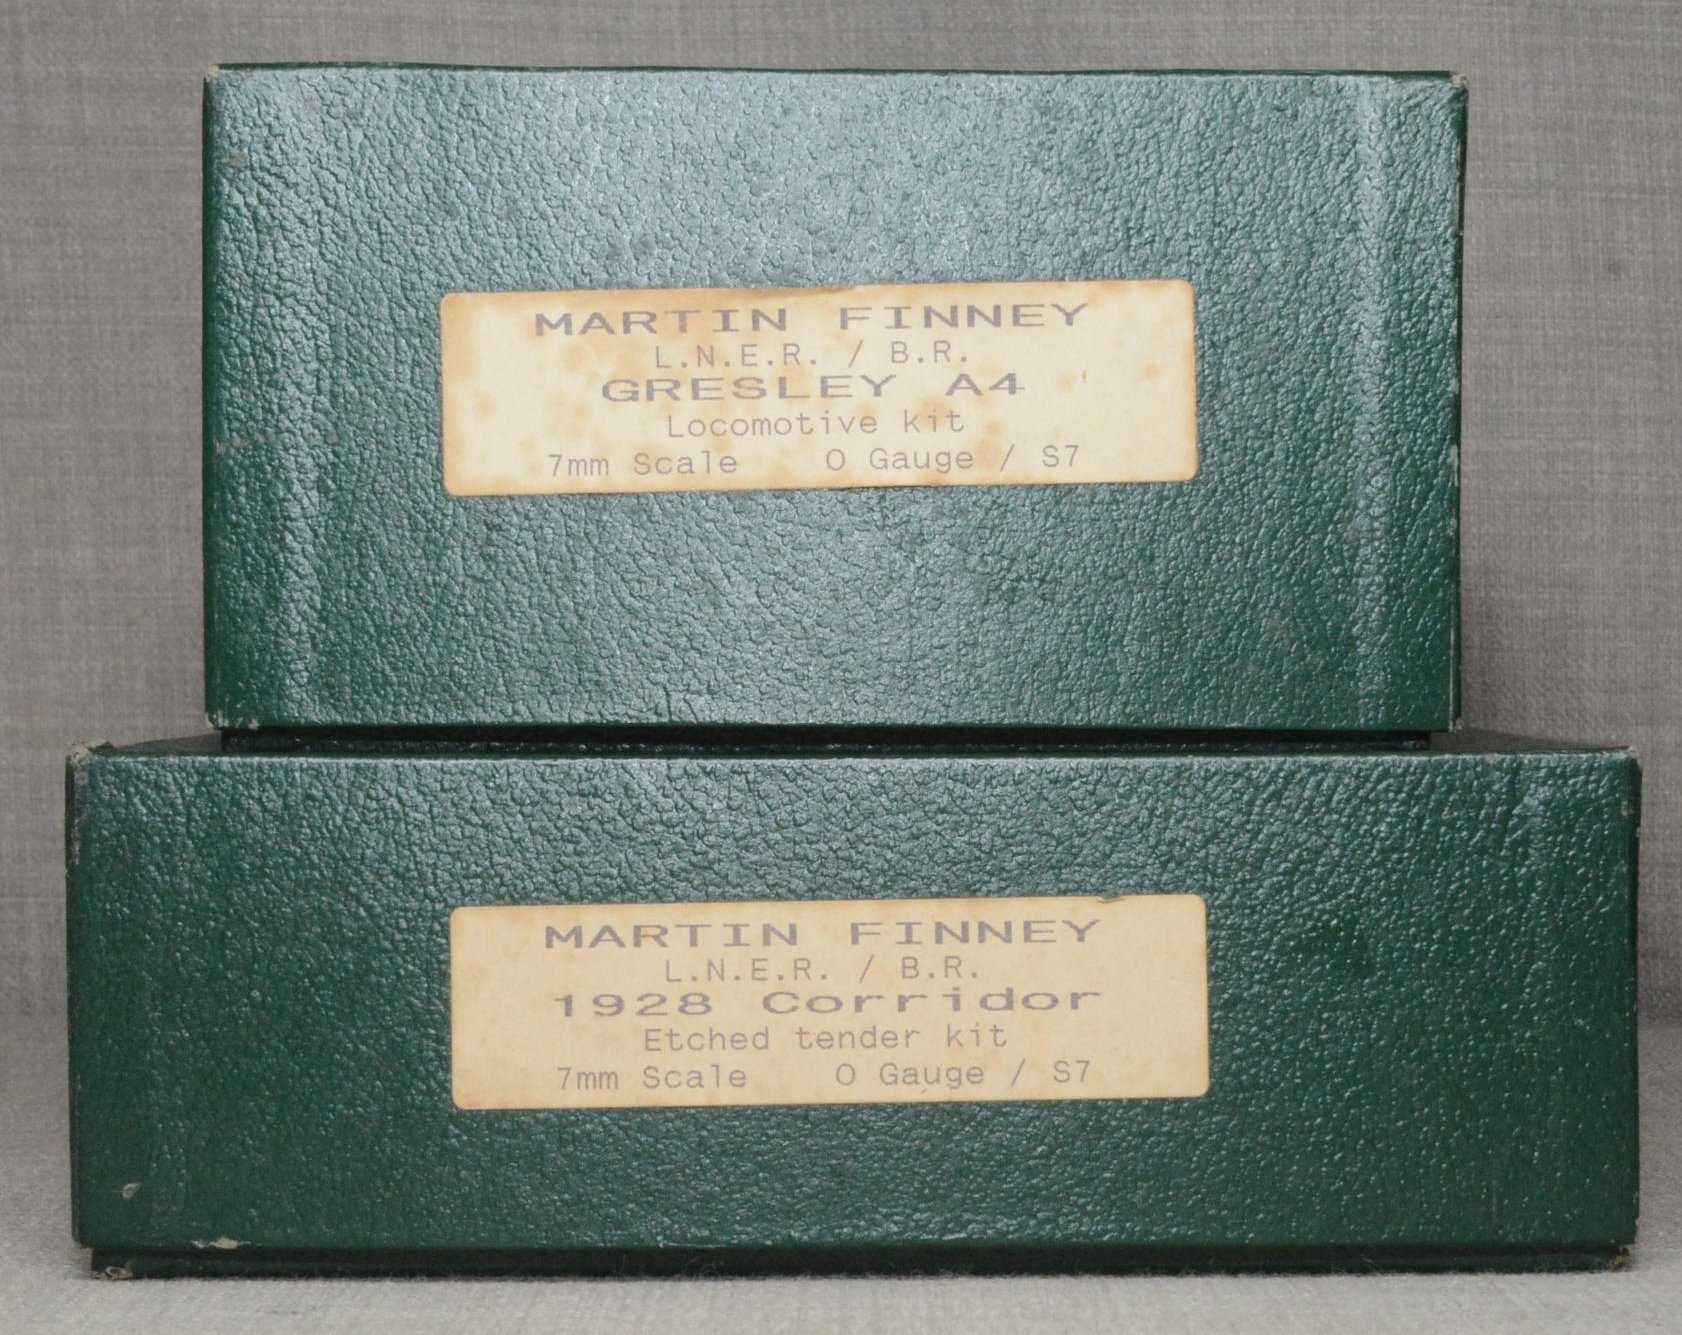 MARTIN FINNEY
L.N.E.R. / B.R.
GRESLEY A4
Locomotive kit
7mm Scale O Gauge / S7
MARTIN FINNEY
L.N.E.R. / B.R.
1928 Corridor
Etched tender kit
7mm Scale O Gauge / S7